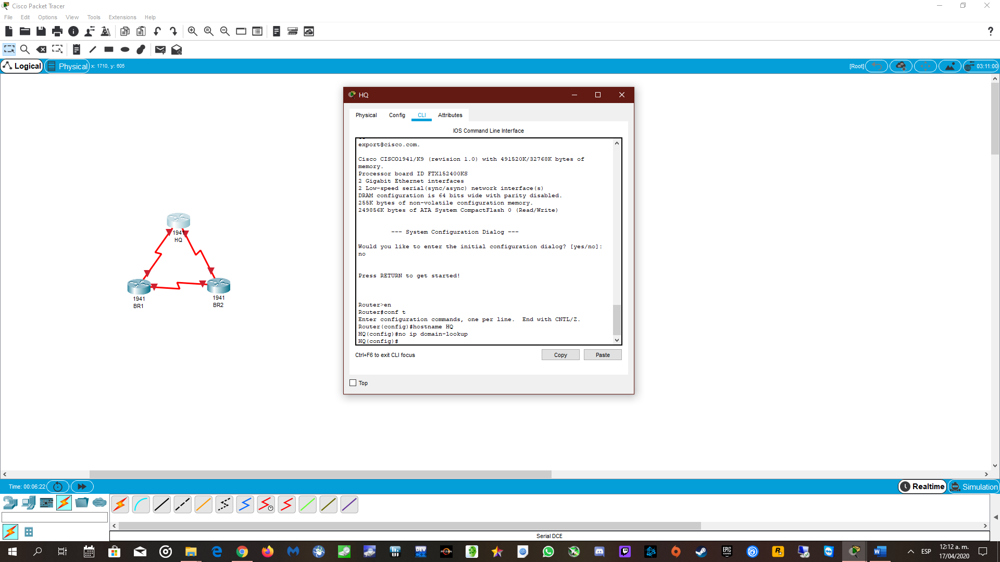 Cisco Packet Tracer
File Edit Options View Tools Extensions Help
Logical Physical x: 1710, y: 605 [Root] 03:11:00
HQ
Physical Config CLI Attributes
IOS Command Line Interface
export@cisco.com.
Cisco CISCO1941/K9 (revision 1.0) with 491520K/32768K bytes of
memory.
Processor board ID FTX152400KS
2 Gigabit Ethernet interfaces
2 Low-speed serial(sync/async) network interface(s)
DRAM configuration is 64 bits wide with parity disabled.
255K bytes of non-volatile configuration memory.
249856K bytes of ATA System CompactFlash 0 (Read/Write)
--- System Configuration Dialog ---
Would you like to enter the initial configuration dialog? [yes/no]:
no
Press RETURN to get started!
Router>en
Router#conf t
Enter configuration commands, one per line.  End with CNTL/Z.
Router(config)#hostname HQ
HQ(config)#no ip domain-lookup
HQ(config)#
Ctrl+F6 to exit CLI focus
Copy Paste
Top
1941
HQ
1941
BR1
1941
BR2
Time: 00:06:22
Realtime Simulation
Serial DCE
DEV
RYZEN
qb
EPIC
GAMES
ESP
12:12 a. m.
17/04/2020